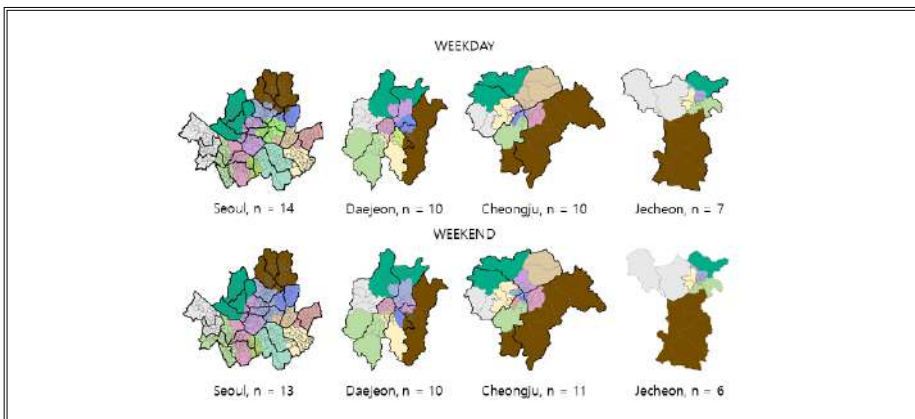 WEEKDAY
Seoul, n = 14 Daejeon, n = 10 Cheongju, n = 10 Jecheon, n = 7
WEEKEND
Seoul, n = 13 Daejeon, n = 10 Cheongju, n = 11 Jecheon, n = 6